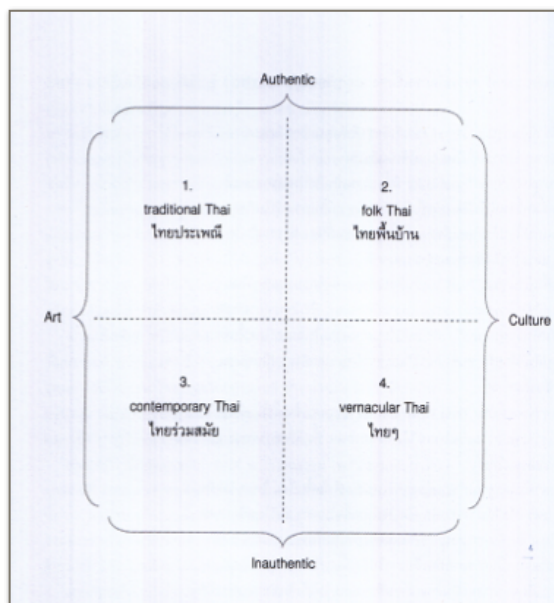 Authentic
1.
traditional Thai
ไทยประเพณี
2.
folk Thai
ไทยพื้นบ้าน
Art
Culture
3.
contemporary Thai
ไทยร่วมสมัย
4.
vernacular Thai
ไทยๆ
Inauthentic
4